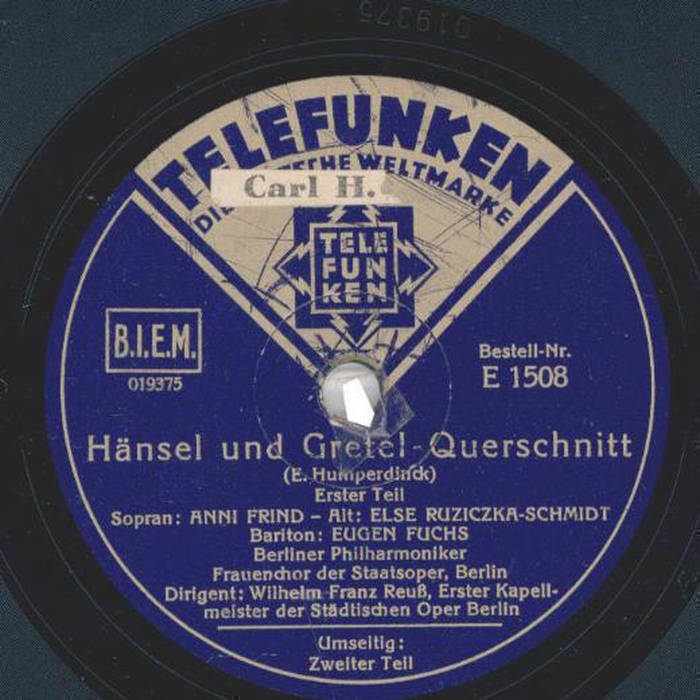 019375
TELEFUNKEN
DIE DEUTSCHE WELTMARKE
Carl H.
TELE
FUN
KEN
B.I.E.M.
019375
Bestell-Nr.
E 1508
Hänsel und Gretel-Querschnitt
(E. Humperdinck)
Erster Teil
Sopran: ANNI FRIND – Alt: ELSE RUZICZKA-SCHMIDT
Bariton: EUGEN FUCHS
Berliner Philharmoniker
Frauenchor der Staatsoper, Berlin
Dirigent: Wilhelm Franz Reuß, Erster Kapell-
meister der Städtischen Oper Berlin
Umseitig:
Zweiter Teil